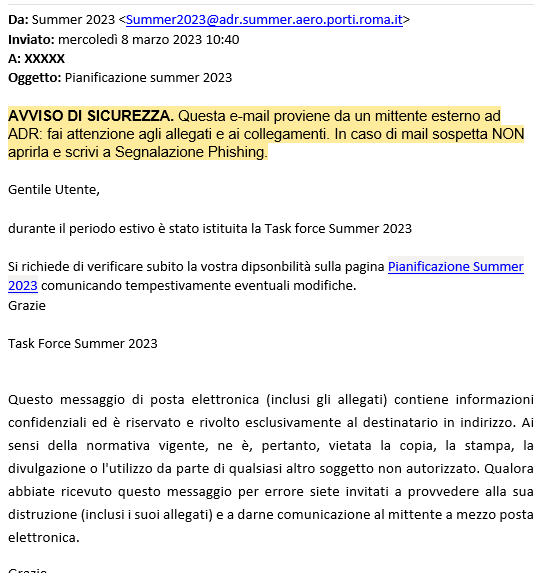 Da: Summer 2023 <Summer2023@adr.summer.aero.porti.roma.it>
Inviato: mercoledì 8 marzo 2023 10:40
A: XXXXX
Oggetto: Pianificazione summer 2023
AVVISO DI SICUREZZA. Questa e-mail proviene da un mittente esterno ad
ADR: fai attenzione agli allegati e ai collegamenti. In caso di mail sospetta NON
aprirla e scrivi a Segnalazione Phishing.
Gentile Utente,
durante il periodo estivo è stato istituita la Task force Summer 2023
Si richiede di verificare subito la vostra dipsonbilità sulla pagina Pianificazione Summer
2023 comunicando tempestivamente eventuali modifiche.
Grazie
Task Force Summer 2023
Questo messaggio di posta elettronica (inclusi gli allegati) contiene informazioni
confidenziali ed è riservato e rivolto esclusivamente al destinatario in indirizzo. Ai
sensi della normativa vigente, ne è, pertanto, vietata la copia, la stampa, la
divulgazione o l'utilizzo da parte di qualsiasi altro soggetto non autorizzato. Qualora
abbiate ricevuto questo messaggio per errore siete invitati a provvedere alla sua
distruzione (inclusi i suoi allegati) e a darne comunicazione al mittente a mezzo posta
elettronica.
Grazie